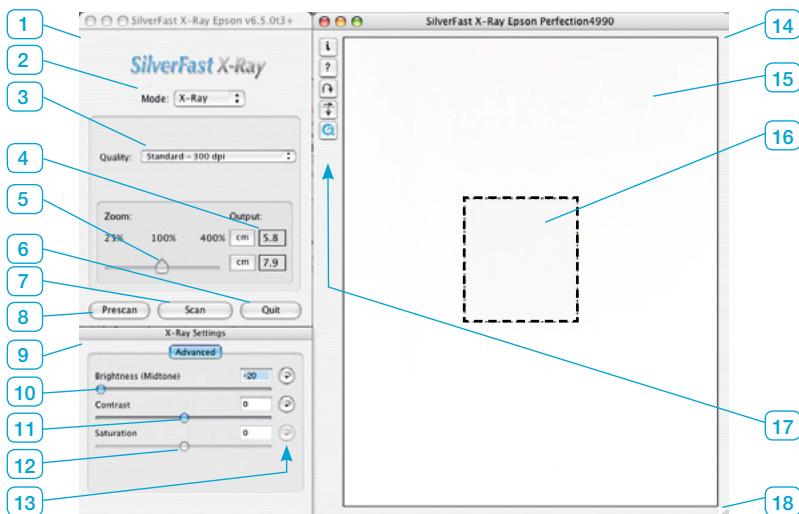 SilverFast X-Ray Epson v6.5.0t3+
SilverFast X-Ray Epson Perfection4990
1
2
3
4
5
6
7
8
9
10
11
12
13
SilverFast X-Ray
Mode: X-Ray
Quality: Standard - 300 dpi
Zoom: Output:
25% 100% 400% cm 5.8
cm 7.9
Prescan Scan Quit
X-Ray Settings
Advanced
Brightness (Midtone) -20
Contrast 0
Saturation 0
i
?
Q
14
15
16
17
18